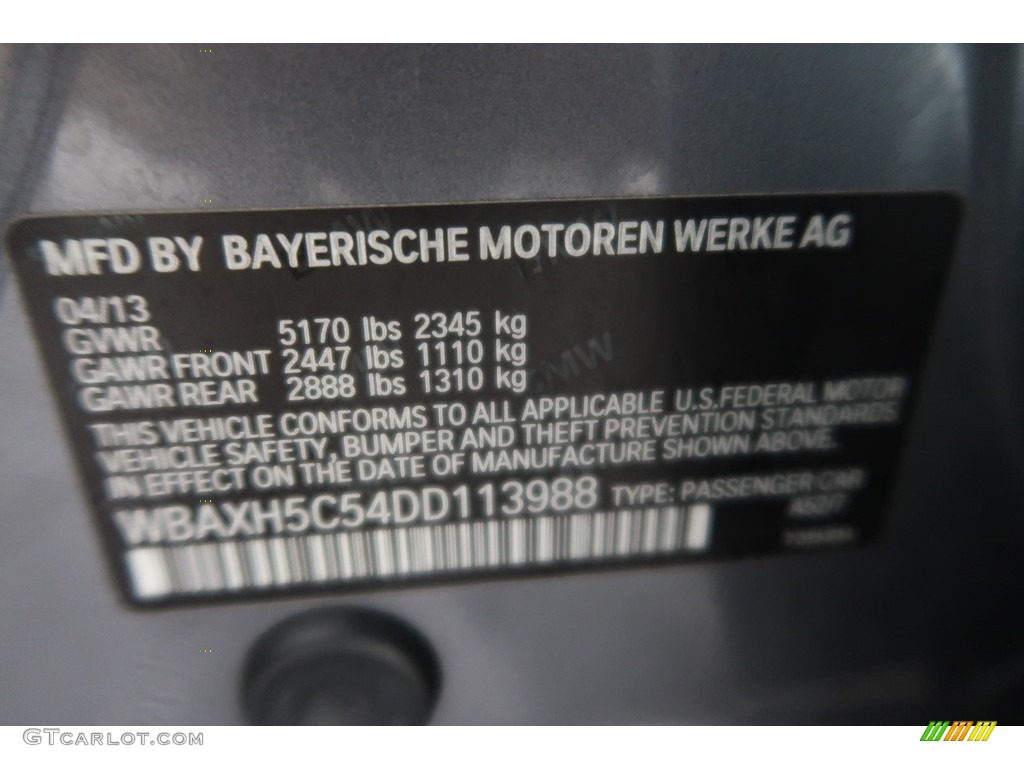 MFD BY BAYERISCHE MOTOREN WERKE AG
04/13
GVWR 5170 lbs 2345 kg
GAWR FRONT 2447 lbs 1110 kg
GAWR REAR 2888 lbs 1310 kg
THIS VEHICLE CONFORMS TO ALL APPLICABLE U.S.FEDERAL MOTOR
VEHICLE SAFETY, BUMPER AND THEFT PREVENTION STANDARDS
IN EFFECT ON THE DATE OF MANUFACTURE SHOWN ABOVE.
WBAXH5C54DD113988 TYPE: PASSENGER CAR
A52/7
GTCarLot.com